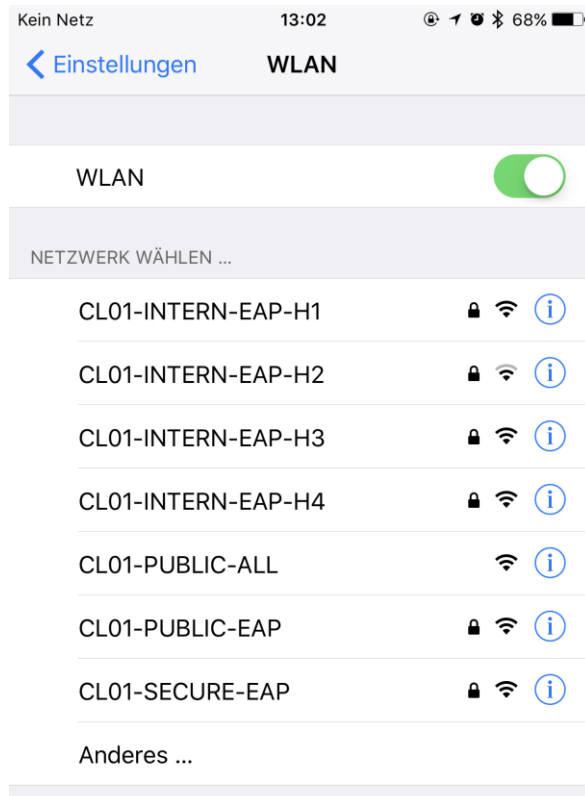 Kein Netz 13:02 68%
Einstellungen WLAN
WLAN
NETZWERK WÄHLEN ...
CL01-INTERN-EAP-H1
CL01-INTERN-EAP-H2
CL01-INTERN-EAP-H3
CL01-INTERN-EAP-H4
CL01-PUBLIC-ALL
CL01-PUBLIC-EAP
CL01-SECURE-EAP
Anderes ...